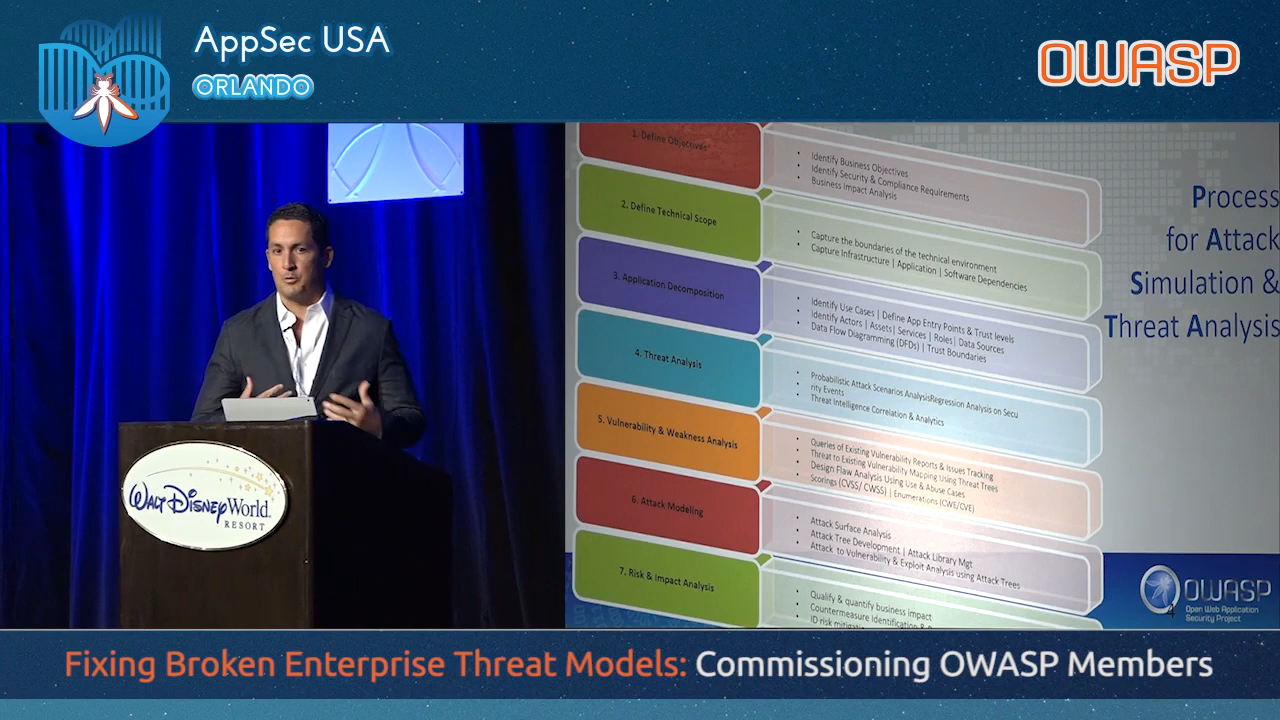 AppSec USA
ORLANDO
OWASP
1. Define Objectives
Identify Business Objectives
Identify Security & Compliance Requirements
Business Impact Analysis
2. Define Technical Scope
Capture the boundaries of the technical environment
Capture Infrastructure | Application | Software Dependencies
3. Application Decomposition
Identify Use Cases | Define App Entry Points & Trust levels
Identify Actors | Assets| Services | Roles| Data Sources
Data Flow Diagramming (DFDs) | Trust Boundaries
4. Threat Analysis
Probabilistic Attack Scenarios AnalysisRegression Analysis on Secu
rity Events
Threat Intelligence Correlation & Analytics
5. Vulnerability & Weakness Analysis
Queries of Existing Vulnerability Reports & Issues Tracking
Threat to Existing Vulnerability Mapping Using Threat Trees
Design Flaw Analysis Using Use & Abuse Cases
Scorings (CVSS/ CWSS) | Enumerations (CWE/CVE)
6. Attack Modeling
Attack Surface Analysis
Attack Tree Development | Attack Library Mgt
Attack to Vulnerability & Exploit Analysis using Attack Trees
7. Risk & Impact Analysis
Qualify & quantify business impact
Countermeasure Identification &
ID risk
Process
for Attack
Simulation &
Threat Analysis
OWASP
Open Web Application
Security Project
4
WALT DISNEY World.
RESORT
Fixing Broken Enterprise Threat Models: Commissioning OWASP Members